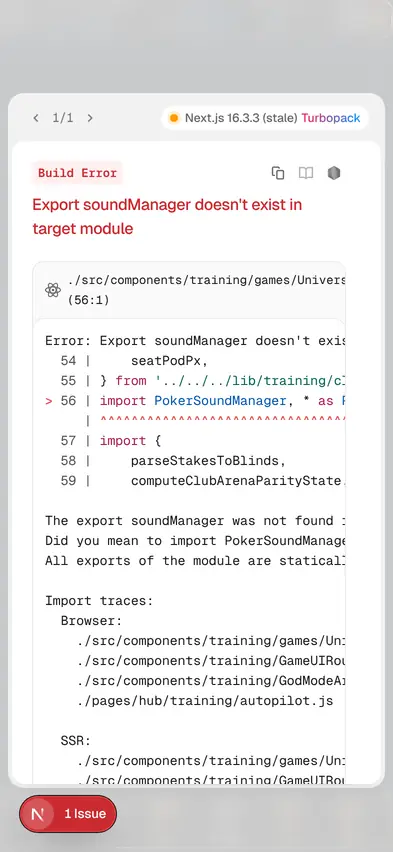 1/1
Next.js 16.3.3 (stale) Turbopack
Build Error
Export soundManager doesn't exist in
target module
./src/components/training/games/Univers
(56:1)
Error: Export soundManager doesn't exis
54 | seatPodPx,
55 | } from '../../../lib/training/cl
> 56 | import PokerSoundManager, * as P
| ^^^^^^^^^^^^^^^^^^^^^^^^^^^^^^^^
57 | import {
58 | parseStakesToBlinds,
59 | computeClubArenaParityState,
The export soundManager was not found i
Did you mean to import PokerSoundManage
All exports of the module are staticall
Import traces:
Browser:
./src/components/training/games/Uni
./src/components/training/GameUIRou
./src/components/training/GodModeAr
./pages/hub/training/autopilot.js
SSR:
./src/components/training/games/Uni
./src/components/training/GameUIRou
N 1 Issue